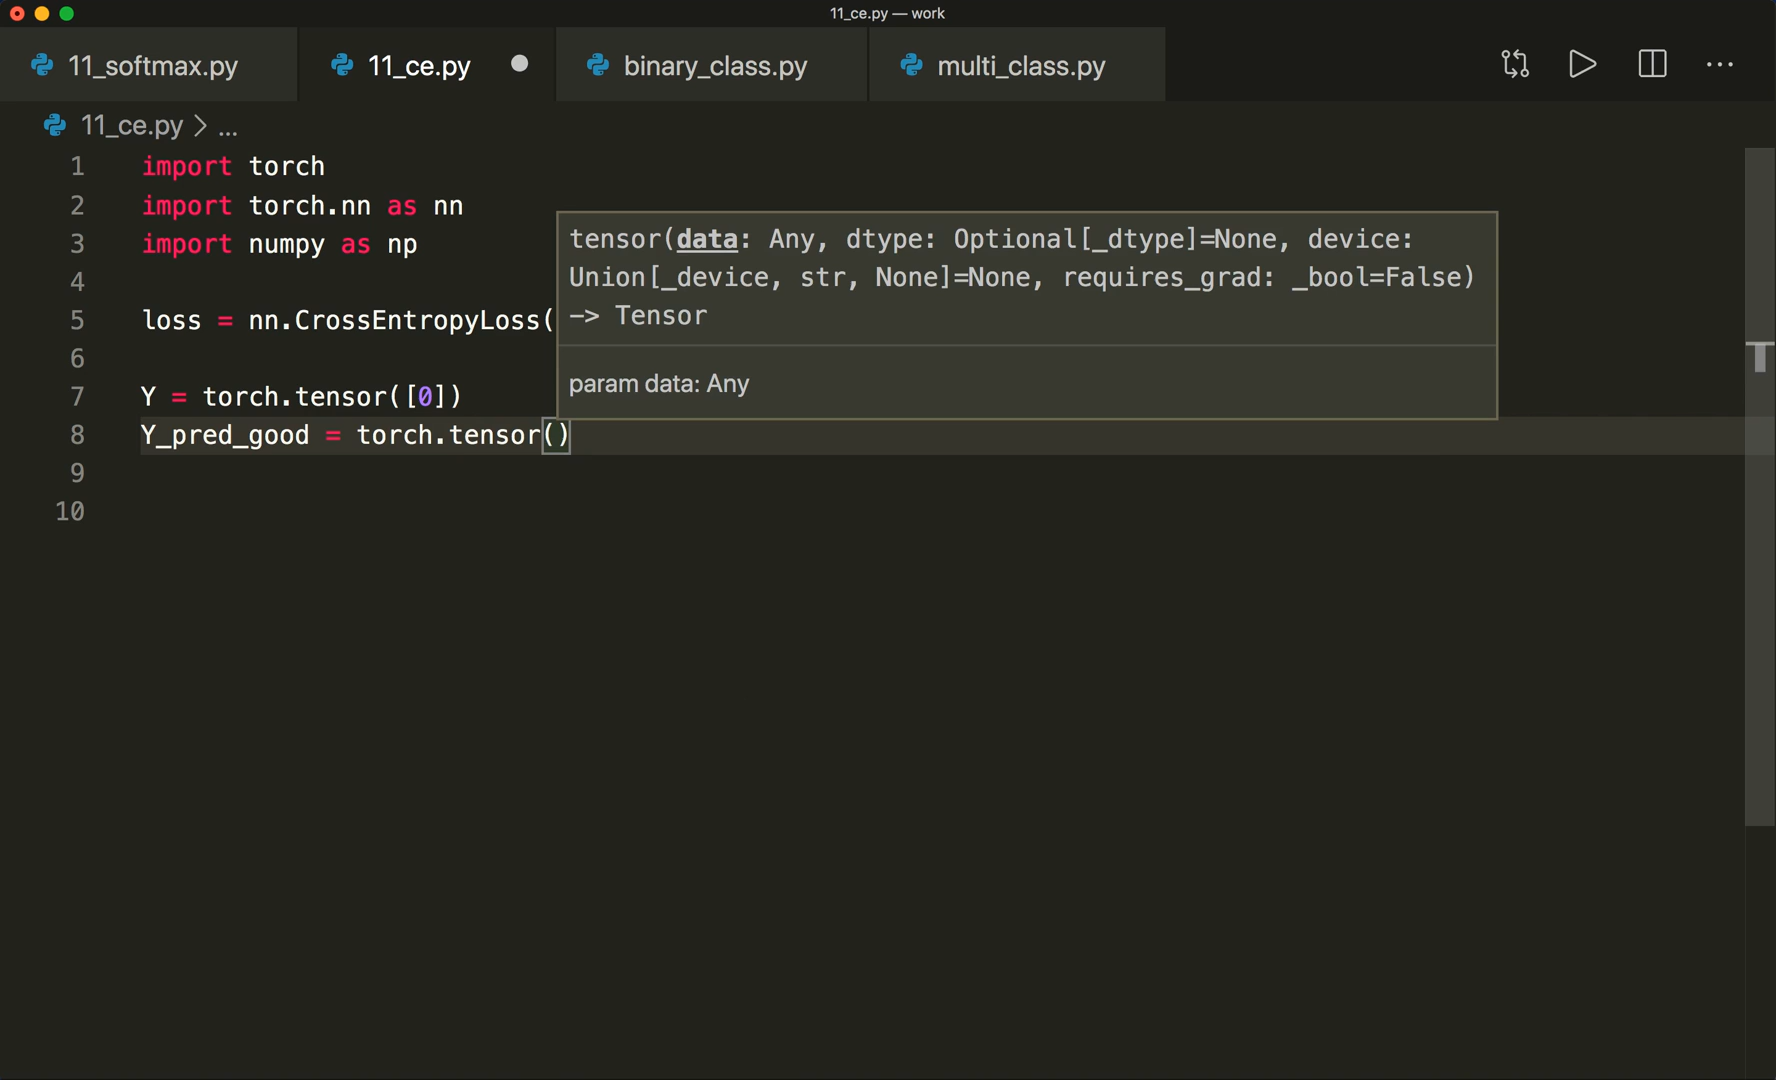 11_ce.py — work
11_softmax.py 11_ce.py binary_class.py multi_class.py
11_ce.py > ...
1 import torch
2 import torch.nn as nn
3 import numpy as np
4
5 loss = nn.CrossEntropyLoss(
6
7 Y = torch.tensor([0])
8 Y_pred_good = torch.tensor()
9
10
tensor(data: Any, dtype: Optional[_dtype]=None, device:
Union[_device, str, None]=None, requires_grad: _bool=False)
-> Tensor
param data: Any